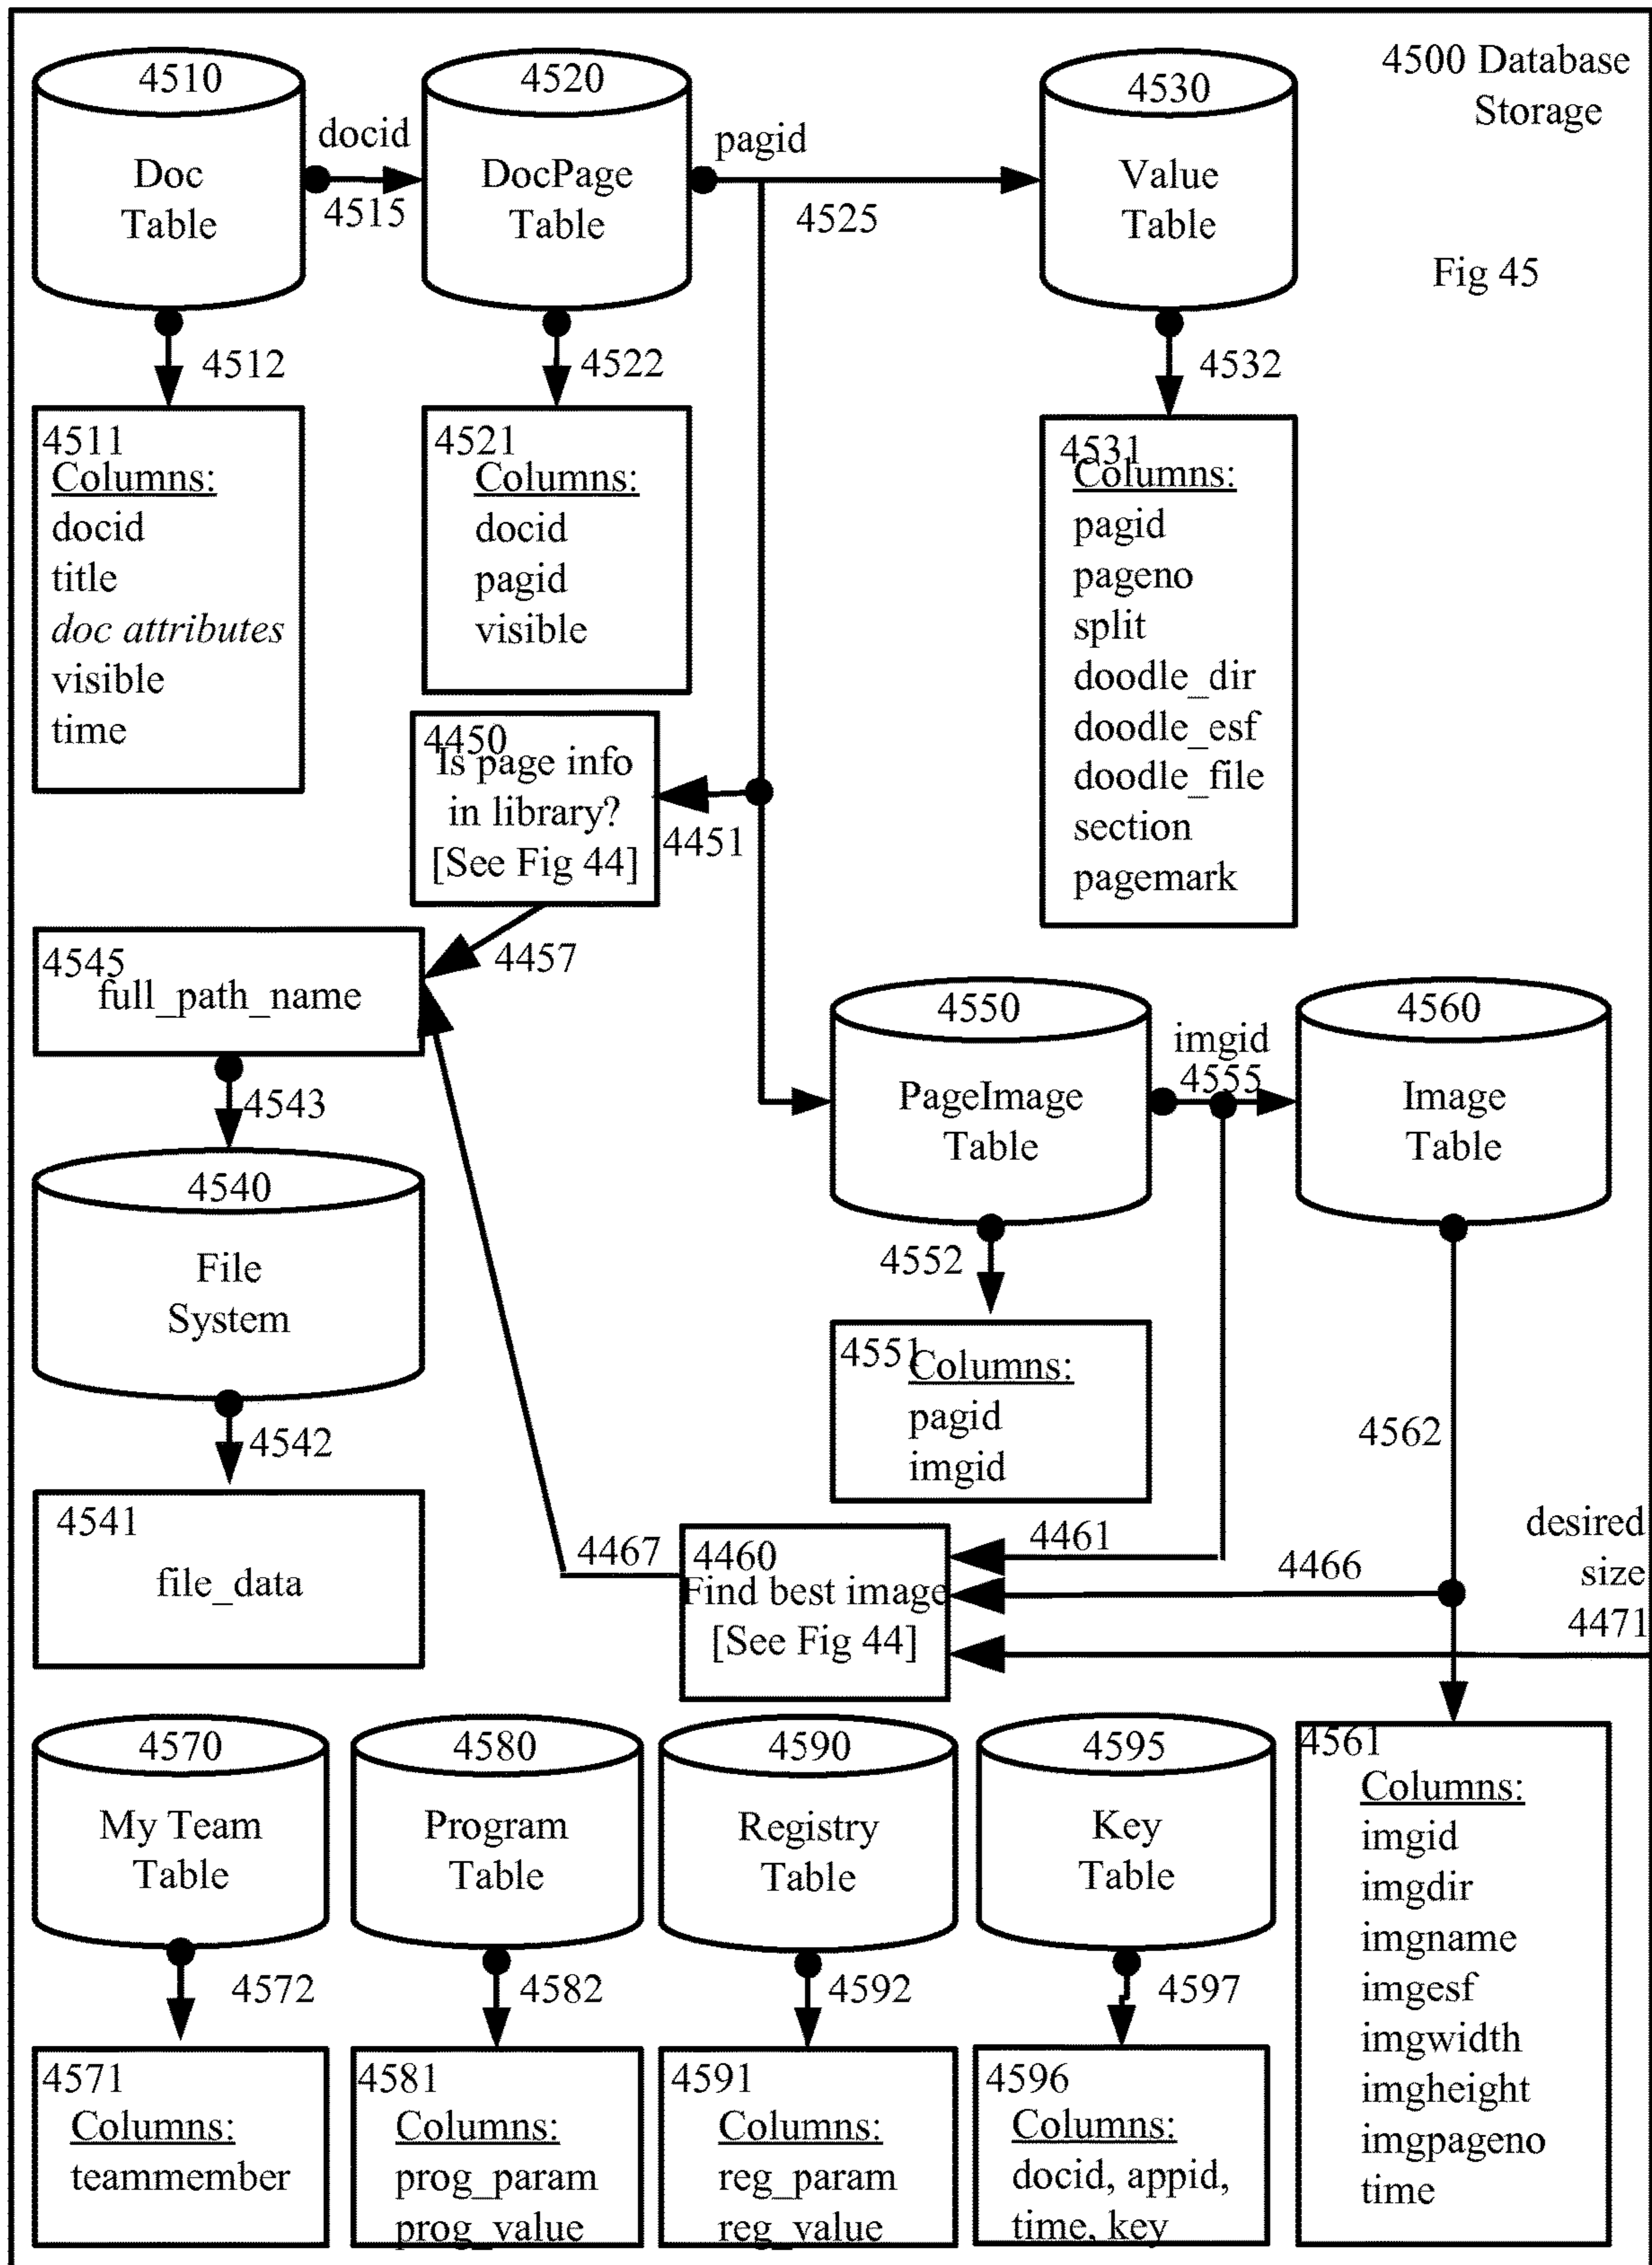 4500 Database
Storage
Fig 45
4510
Doc
Table
docid
4515
4520
DocPage
Table
pagid
4525
4530
Value
Table
4512
4522
4532
4511
Columns:
docid
title
doc attributes
visible
time
4521
Columns:
docid
pagid
visible
4531
Columns:
pagid
pageno
split
doodle_dir
doodle_esf
doodle_file
section
pagemark
4450
Is page info
in library?
[See Fig 44]
4451
4457
4545
full_path_name
4543
4540
File
System
4542
4541
file_data
4550
PageImage
Table
imgid
4555
4560
Image
Table
4552
4551
Columns:
pagid
imgid
4562
4467
4460
Find best image
[See Fig 44]
4461
4466
desired
size
4471
4570
My Team
Table
4580
Program
Table
4590
Registry
Table
4595
Key
Table
4572
4582
4592
4597
4571
Columns:
teammember
4581
Columns:
prog_param
prog_value
4591
Columns:
reg_param
reg_value
4596
Columns:
docid, appid,
time, key
4561
Columns:
imgid
imgdir
imgname
imgesf
imgwidth
imgheight
imgpageno
time